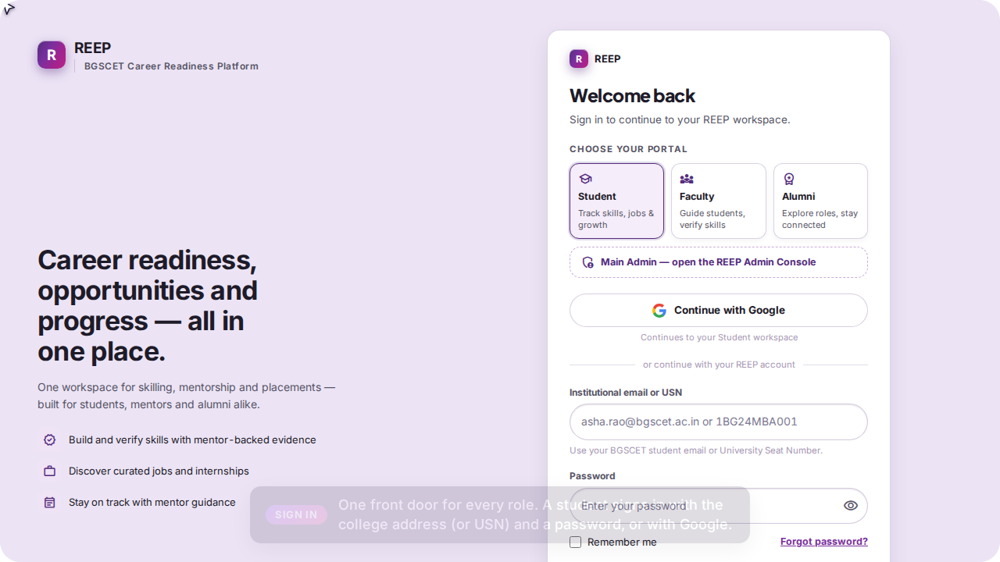 R
REEP
BGSCET Career Readiness Platform
Career readiness,
opportunities and
progress — all in
one place.
One workspace for skilling, mentorship and placements —
built for students, mentors and alumni alike.
Build and verify skills with mentor-backed evidence
Discover curated jobs and internships
Stay on track with mentor guidance
R
REEP
Welcome back
Sign in to continue to your REEP workspace.
CHOOSE YOUR PORTAL
Student
Track skills, jobs &
growth
Faculty
Guide students,
verify skills
Alumni
Explore roles, stay
connected
Main Admin — open the REEP Admin Console
Continue with Google
Continues to your Student workspace
or continue with your REEP account
Institutional email or USN
asha.rao@bgscet.ac.in or 1BG24MBA001
Use your BGSCET student email or University Seat Number.
Password
Enter your password
Remember me
Forgot password?
SIGN IN
One front door for every role. A student signs in with the
college address (or USN) and a password, or with Google.